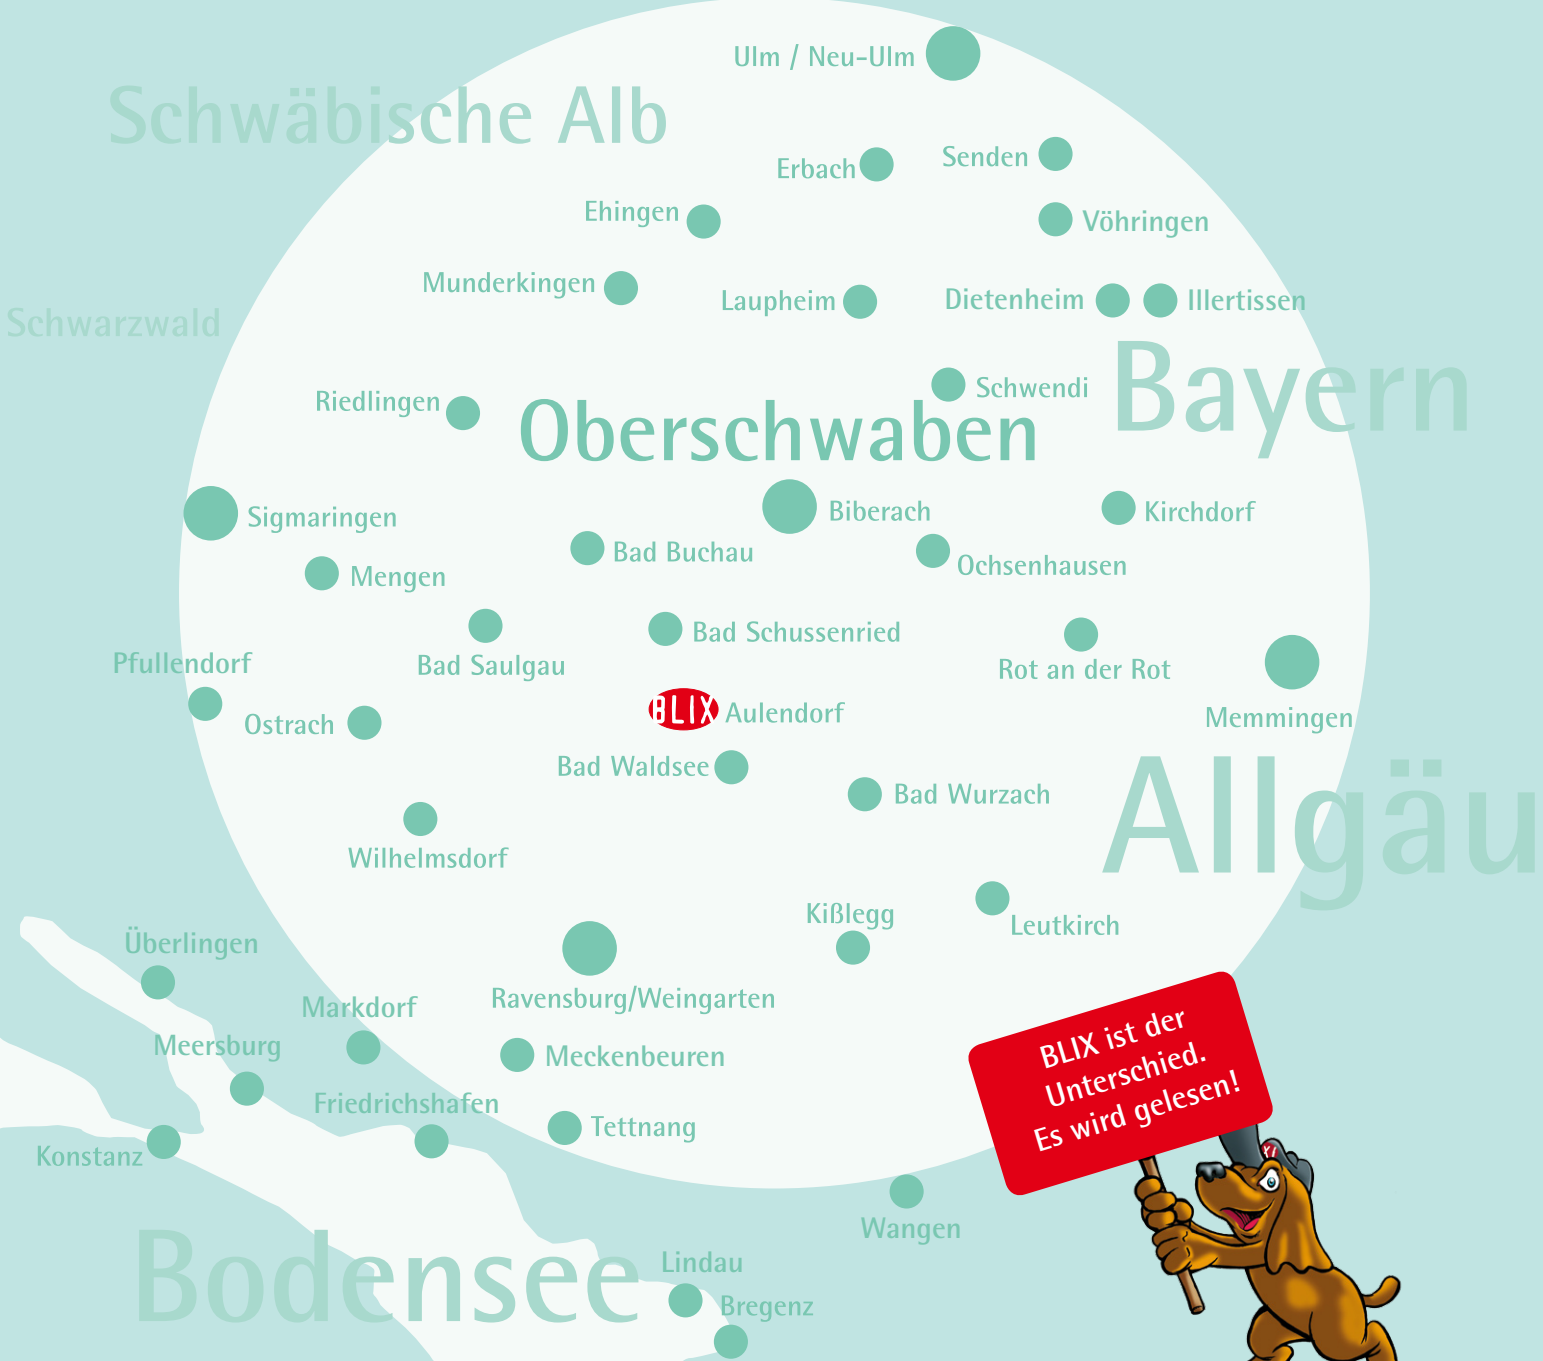 Ulm / Neu-Ulm
Schwäbische Alb
Erbach
Senden
Ehingen
Vöhringen
Munderkingen
Laupheim
Dietenheim
Illertissen
Schwarzwald
Riedlingen
Schwendi
Bayern
Oberschwaben
Sigmaringen
Biberach
Kirchdorf
Bad Buchau
Ochsenhausen
Mengen
Bad Schussenried
Pfullendorf
Bad Saulgau
Rot an der Rot
Ostrach
BLIX
Aulendorf
Memmingen
Bad Waldsee
Bad Wurzach
Allgäu
Wilhelmsdorf
Kißlegg
Leutkirch
Überlingen
Ravensburg/Weingarten
Markdorf
Meersburg
Meckenbeuren
BLIX ist der
Unterschied.
Es wird gelesen!
Friedrichshafen
Tettnang
Konstanz
Wangen
Bodensee
Lindau
Bregenz